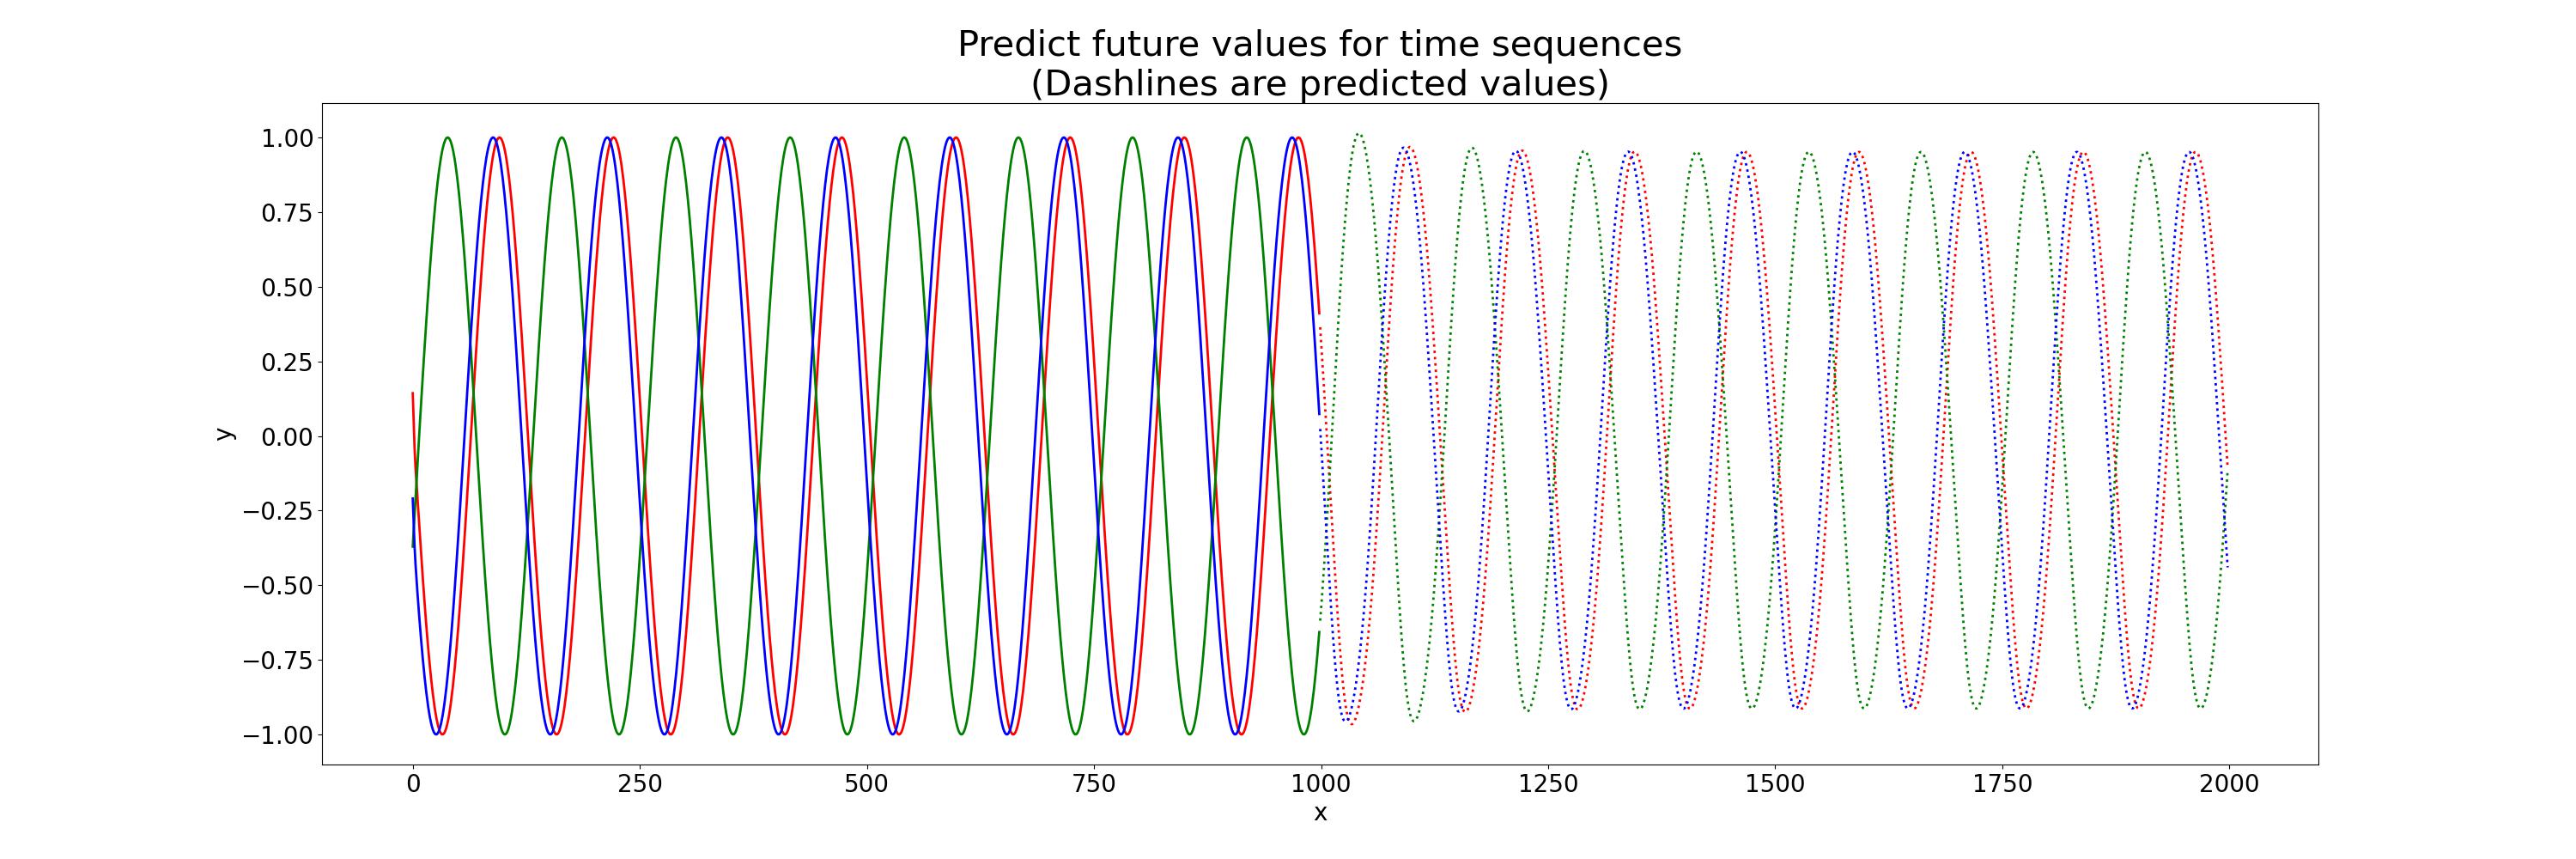 Predict future values for time sequences
(Dashlines are predicted values)
1.00
0.75
0.50
0.25
0.00
−0.25
−0.50
−0.75
−1.00
y
0 250 500 750 1000 1250 1500 1750 2000
x